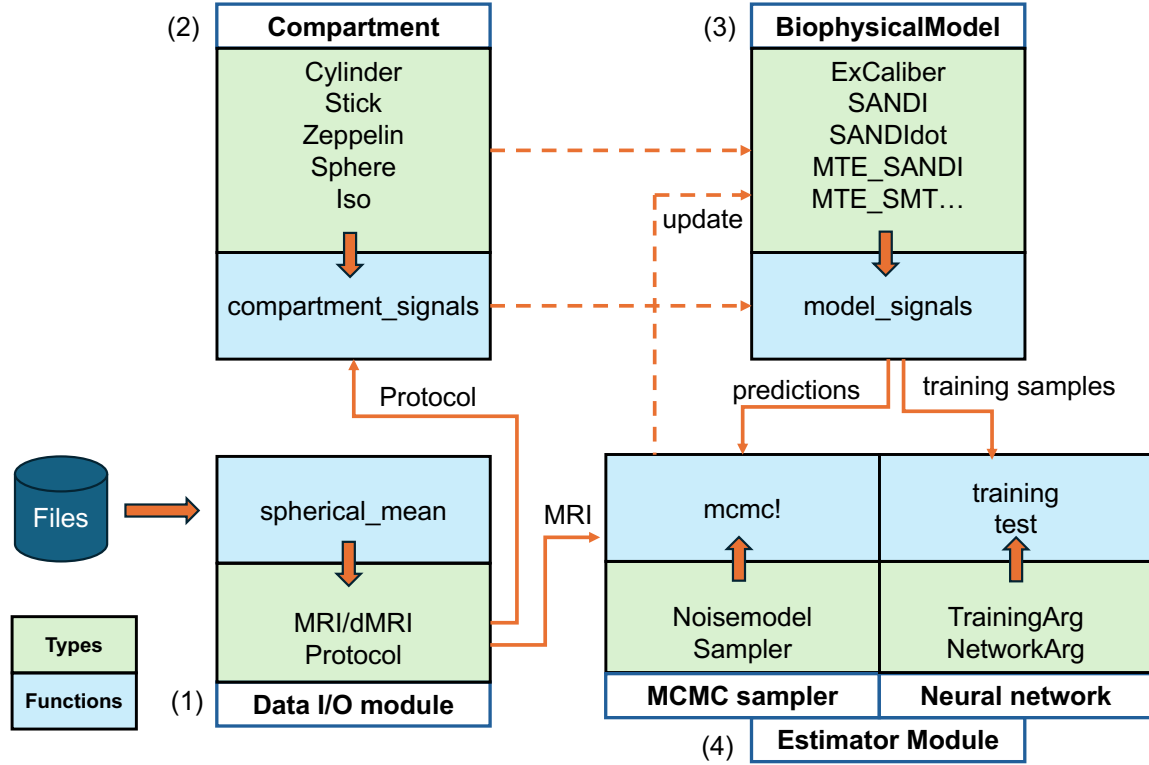 (2)
Compartment
Cylinder
Stick
Zeppelin
Sphere
Iso
compartment_signals
(3)
BiophysicalModel
ExCaliber
SANDI
SANDIdot
MTE_SANDI
MTE_SMT…
model_signals
update
Protocol
predictions
training samples
Files
spherical_mean
MRI/dMRI
Protocol
(1)
Data I/O module
MRI
mcmc!
Noisemodel
Sampler
MCMC sampler
training
test
TrainingArg
NetworkArg
Neural network
(4)
Estimator Module
Types
Functions